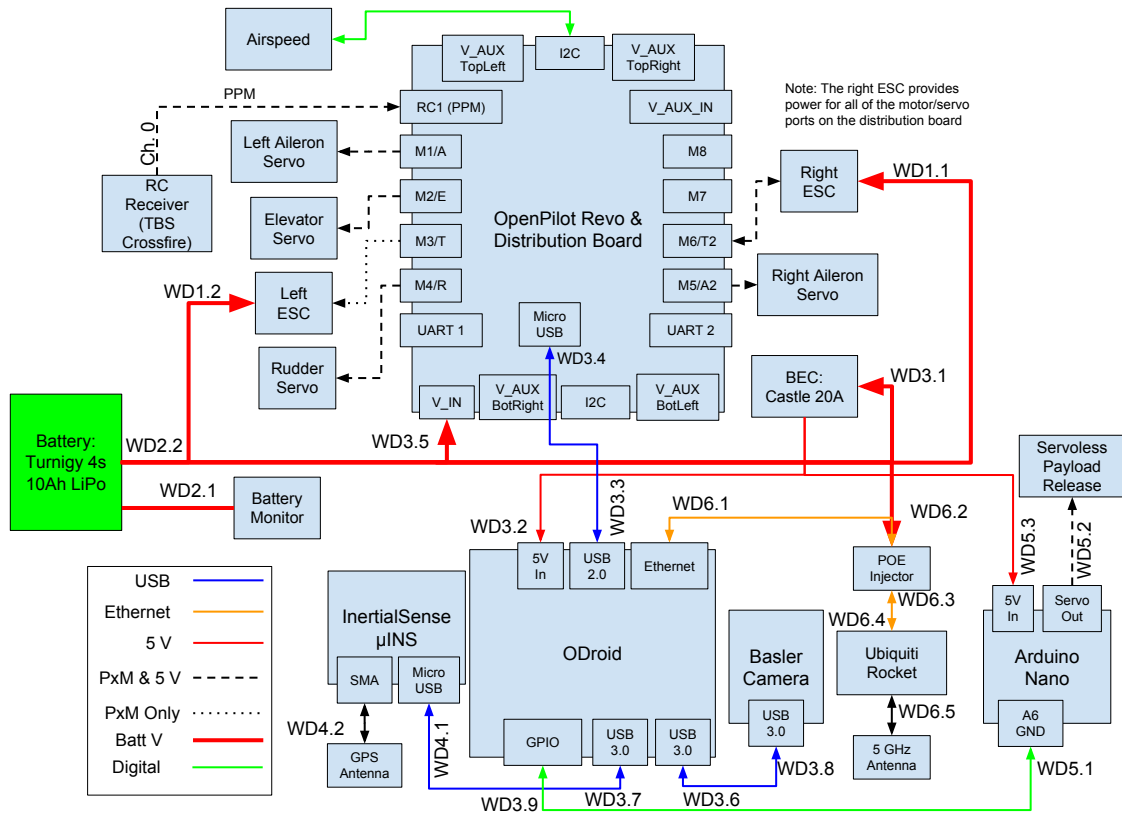 Airspeed
V_AUX
TopLeft
I2C
V_AUX
TopRight
PPM
RC1 (PPM)
V_AUX_IN
Note: The right ESC provides
power for all of the motor/servo
ports on the distribution board
Ch. 0
Left Aileron
Servo
M1/A
M8
Right
ESC
WD1.1
RC
Receiver
(TBS
Crossfire)
Elevator
Servo
M2/E
M7
OpenPilot Revo &
Distribution Board
M3/T
M6/T2
WD1.2
Left
ESC
M4/R
M5/A2
Right Aileron
Servo
UART 1
Micro
USB
UART 2
WD3.4
Rudder
Servo
V_IN
V_AUX
BotRight
I2C
V_AUX
BotLeft
BEC:
Castle 20A
WD3.1
Battery:
Turnigy 4s
10Ah LiPo
WD2.2
WD3.5
WD2.1
Battery
Monitor
Servoless
Payload
Release
WD3.2
WD3.3
WD6.1
WD6.2
WD5.3
WD5.2
5V
In
USB
2.0
Ethernet
POE
Injector
WD6.3
WD6.4
5V
In
Servo
Out
USB
Ethernet
5 V
PxM & 5 V
PxM Only
Batt V
Digital
InertialSense
µINS
SMA
Micro
USB
ODroid
Basler
Camera
Ubiquiti
Rocket
Arduino
Nano
WD4.2
WD4.1
GPS
Antenna
GPIO
USB
3.0
USB
3.0
USB
3.0
WD6.5
5 GHz
Antenna
A6
GND
WD3.9
WD3.7
WD3.6
WD3.8
WD5.1